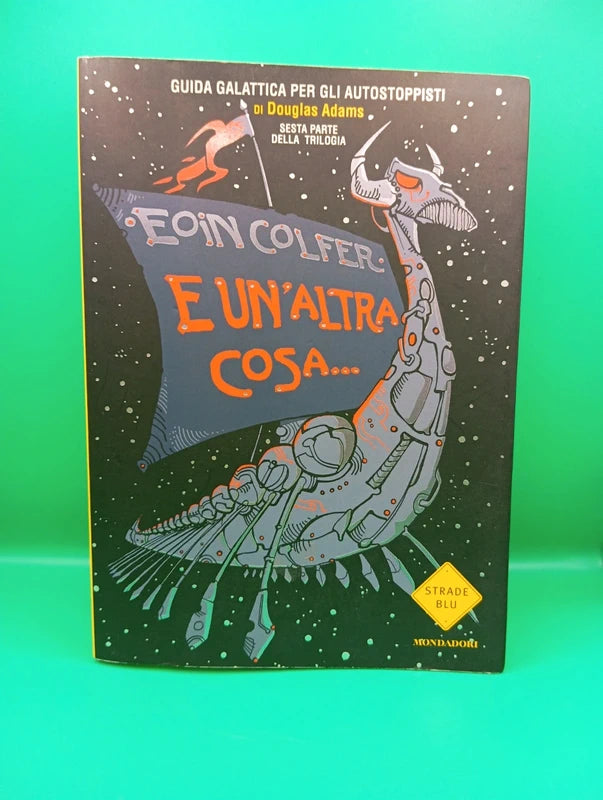 GUIDA GALATTICA PER GLI AUTOSTOPPISTI
DI Douglas Adams
SESTA PARTE
DELLA TRILOGIA
EOIN COLFER
E UN'ALTRA
COSA...
STRADE
BLU
MONDADORI